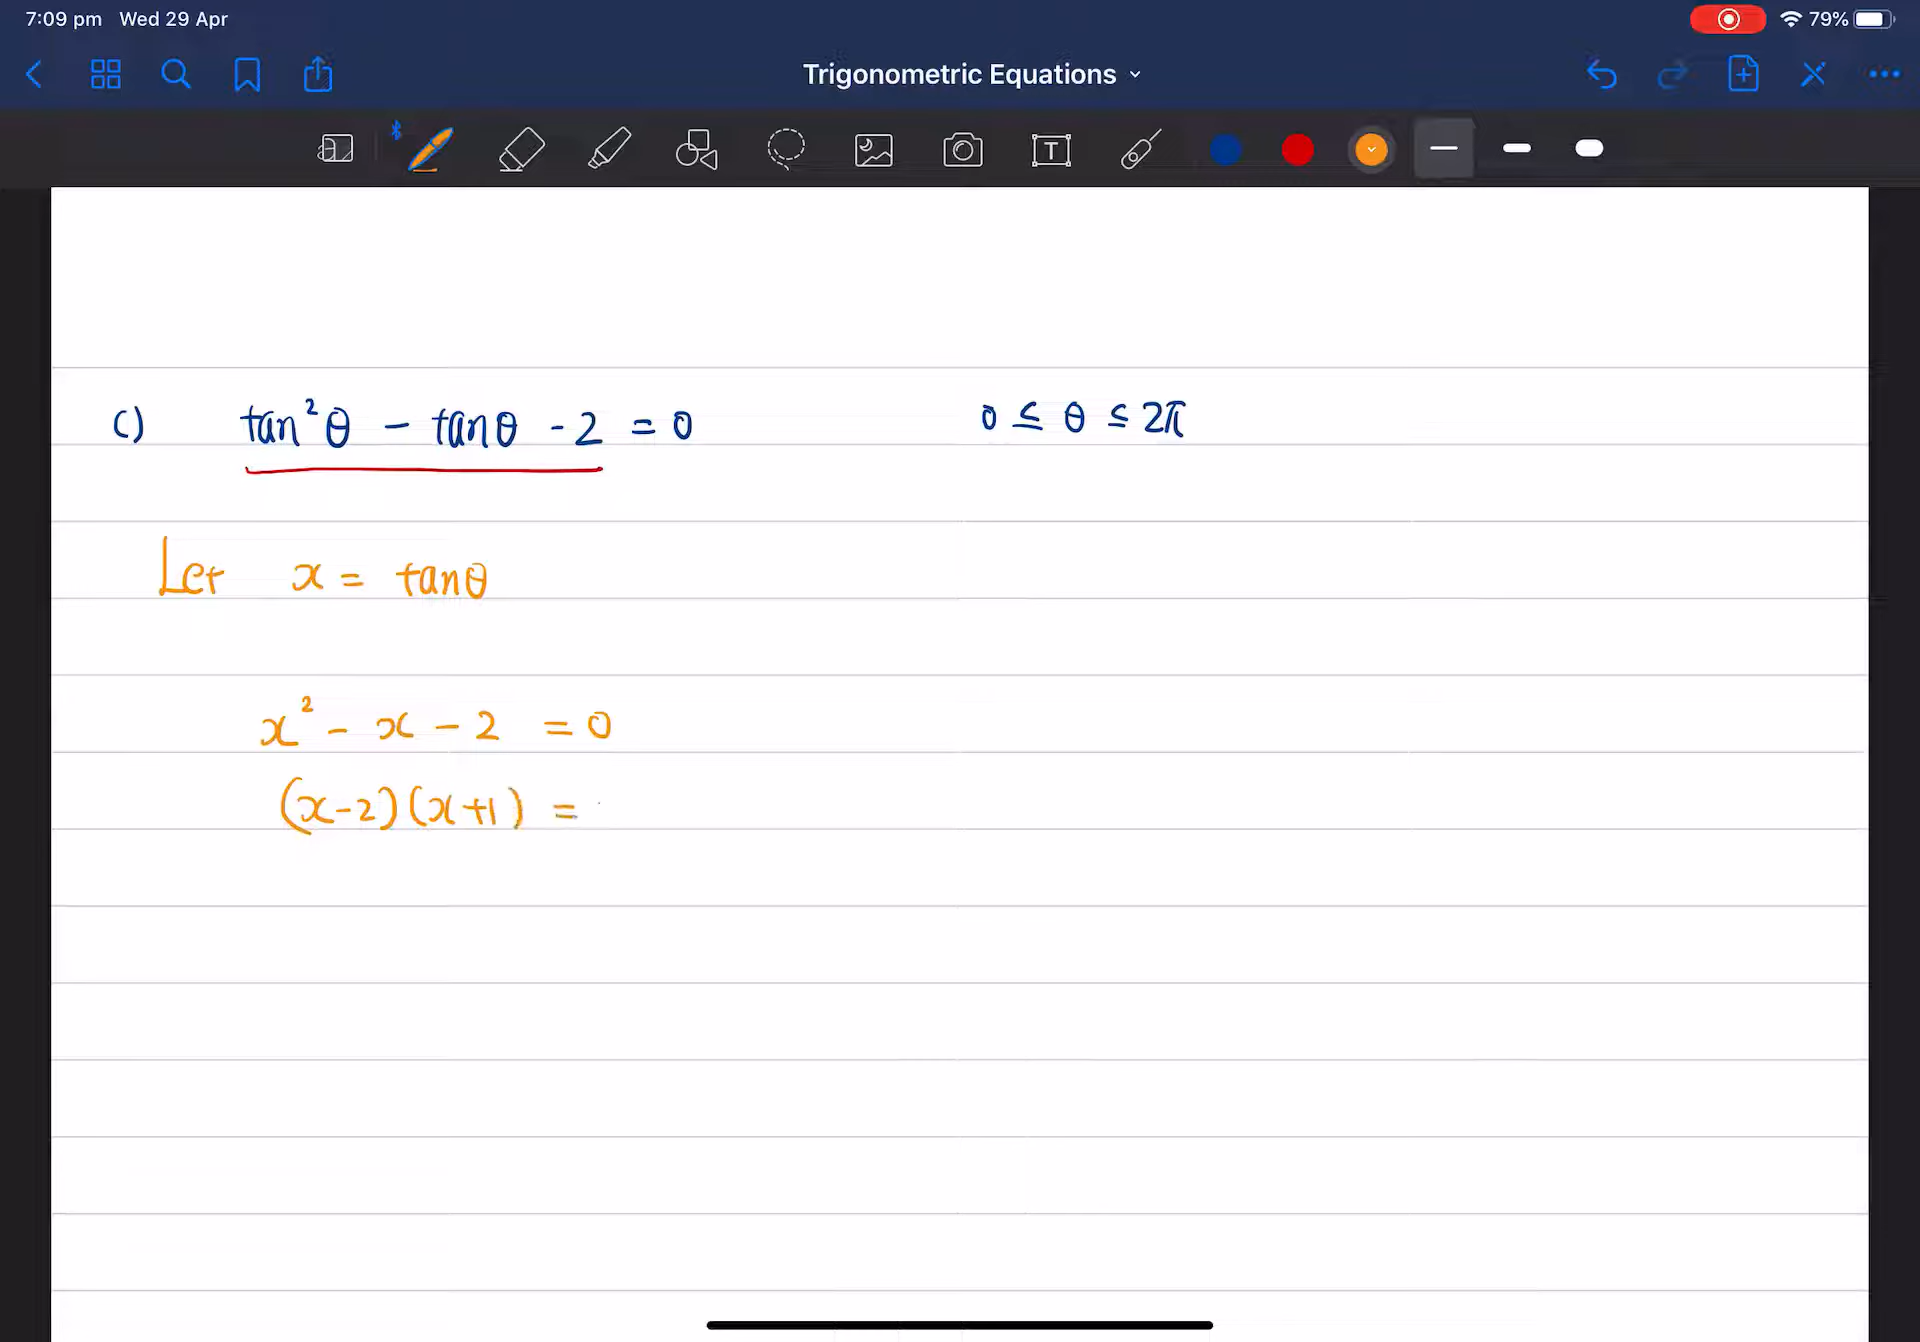 7:09 pm Wed 29 Apr 79%
Trigonometric Equations
c) tan²θ - tanθ - 2 = 0 0 ≤ θ ≤ 2π
Let x = tanθ
x² - x - 2 = 0
(x-2)(x+1) =